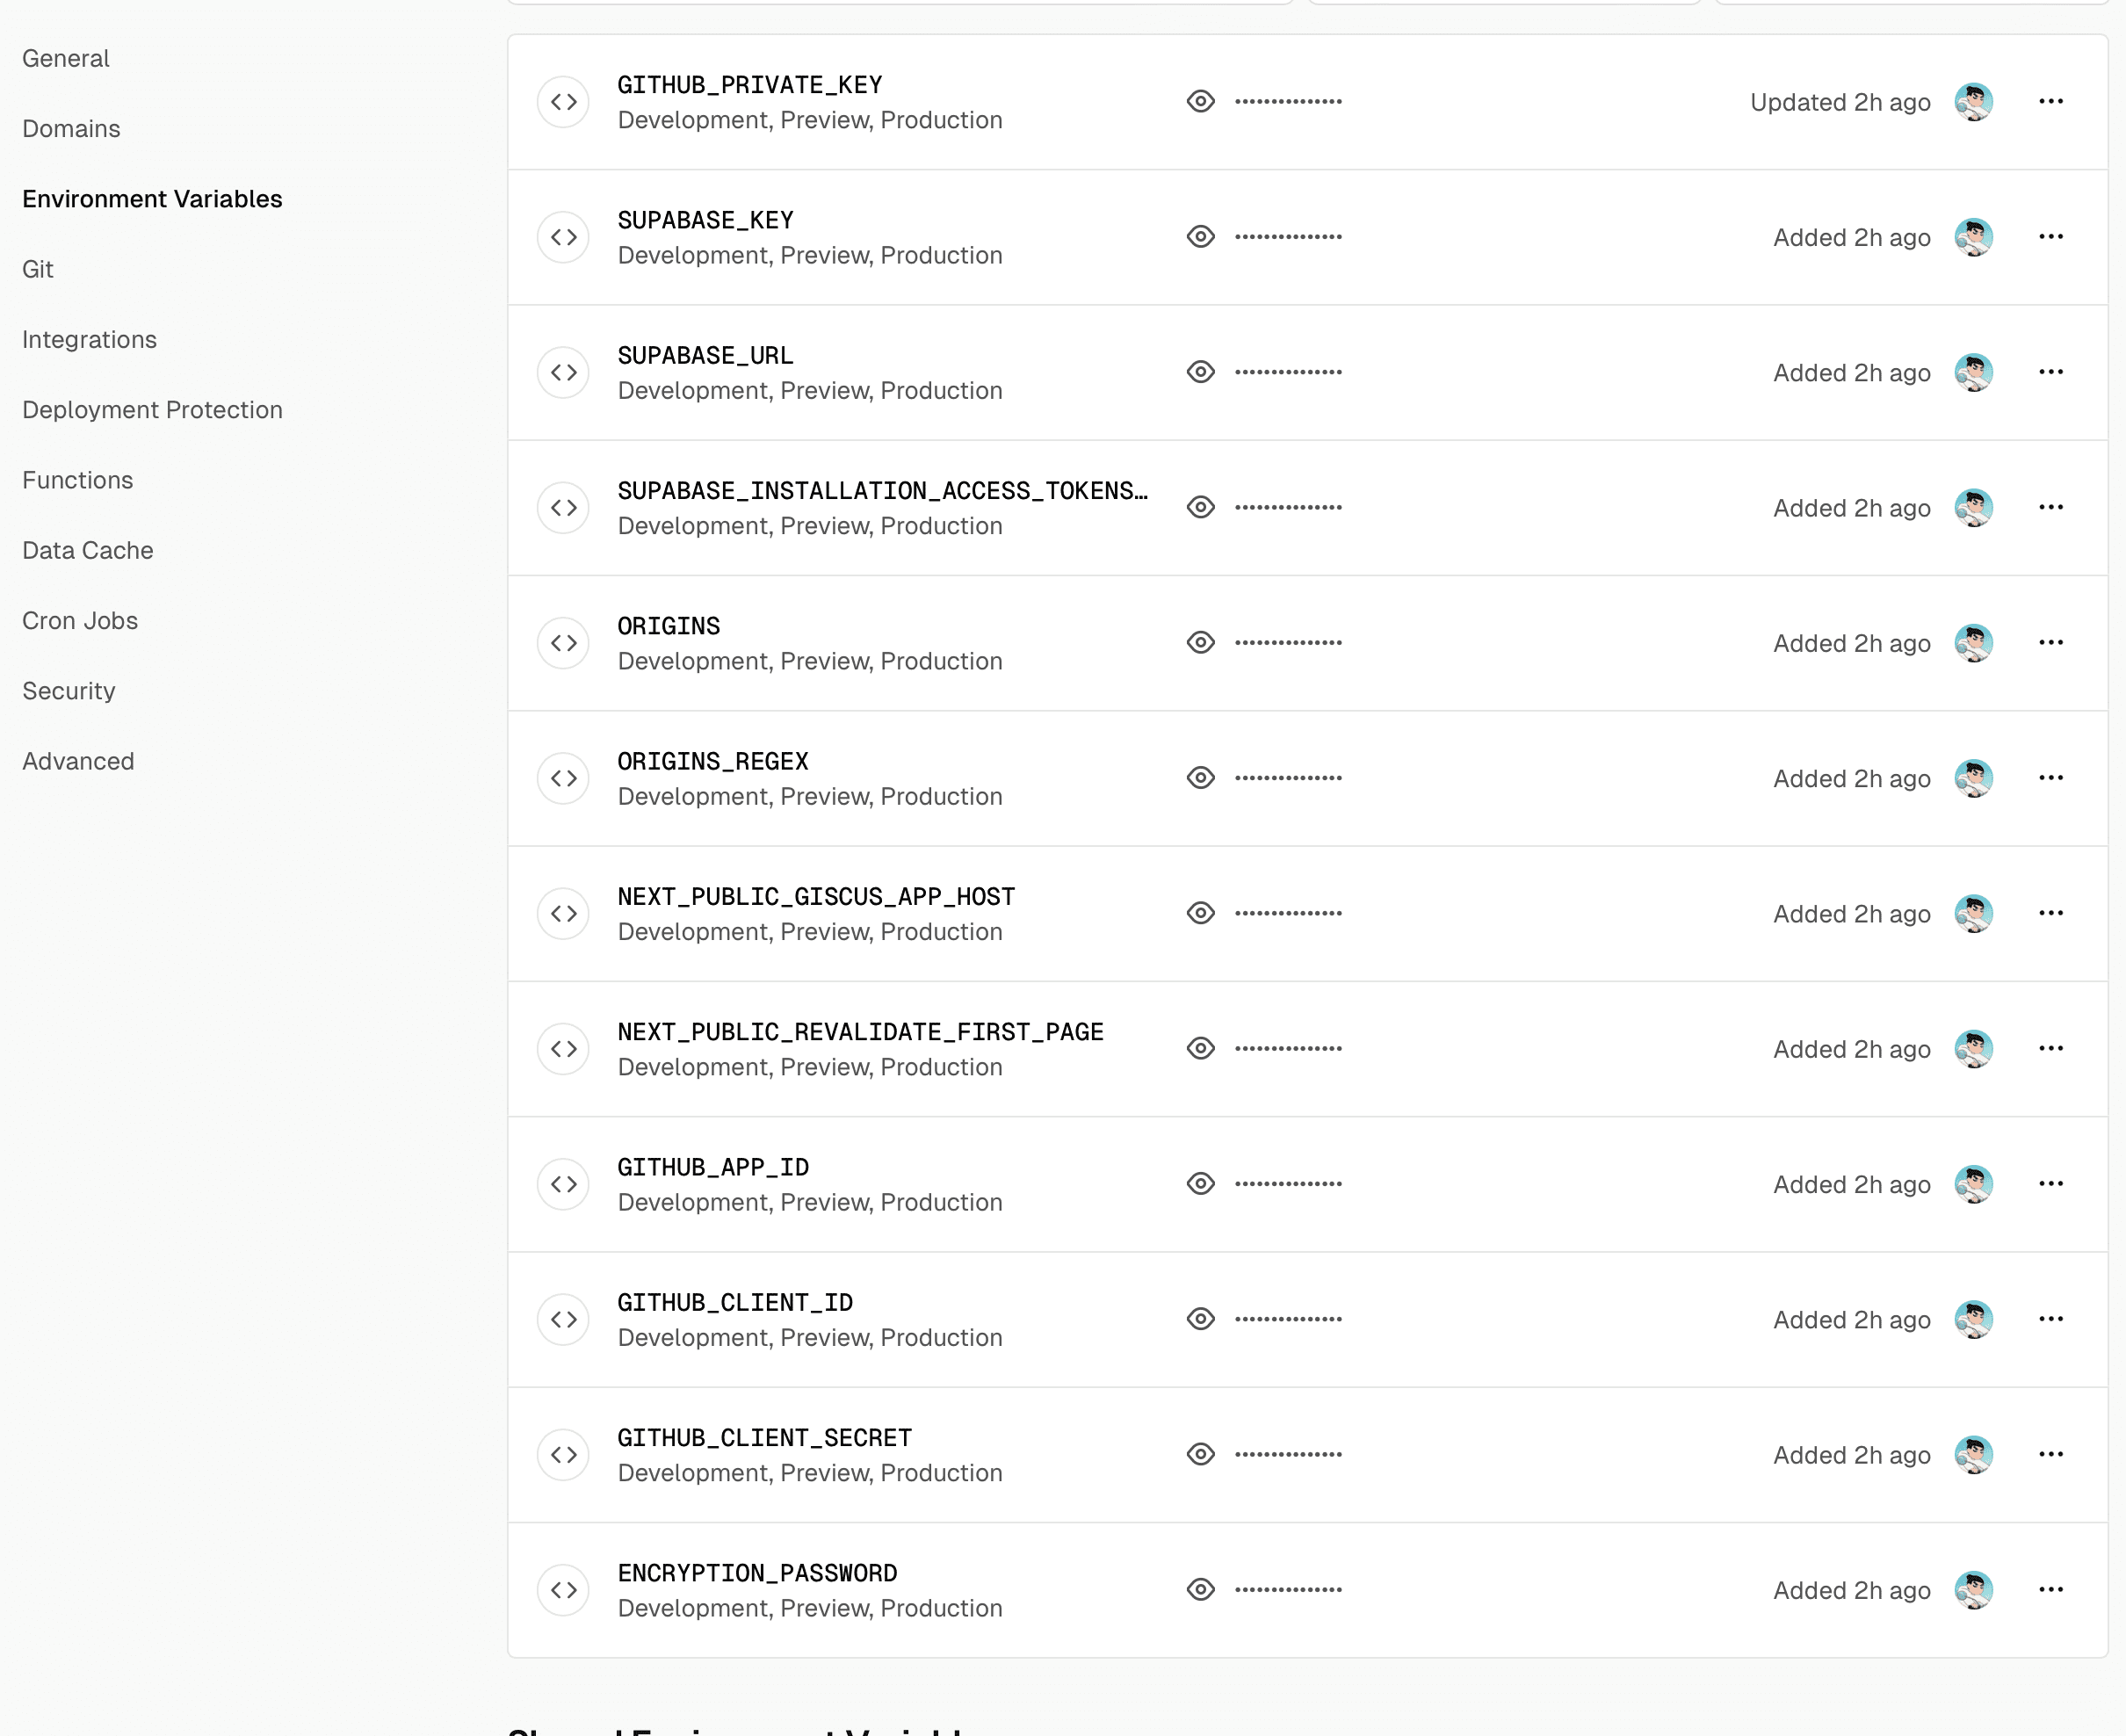 General
Domains
Environment Variables
Git
Integrations
Deployment Protection
Functions
Data Cache
Cron Jobs
Security
Advanced
GITHUB_PRIVATE_KEY
Development, Preview, Production
Updated 2h ago
SUPABASE_KEY
Development, Preview, Production
Added 2h ago
SUPABASE_URL
Development, Preview, Production
Added 2h ago
SUPABASE_INSTALLATION_ACCESS_TOKENS…
Development, Preview, Production
Added 2h ago
ORIGINS
Development, Preview, Production
Added 2h ago
ORIGINS_REGEX
Development, Preview, Production
Added 2h ago
NEXT_PUBLIC_GISCUS_APP_HOST
Development, Preview, Production
Added 2h ago
NEXT_PUBLIC_REVALIDATE_FIRST_PAGE
Development, Preview, Production
Added 2h ago
GITHUB_APP_ID
Development, Preview, Production
Added 2h ago
GITHUB_CLIENT_ID
Development, Preview, Production
Added 2h ago
GITHUB_CLIENT_SECRET
Development, Preview, Production
Added 2h ago
ENCRYPTION_PASSWORD
Development, Preview, Production
Added 2h ago